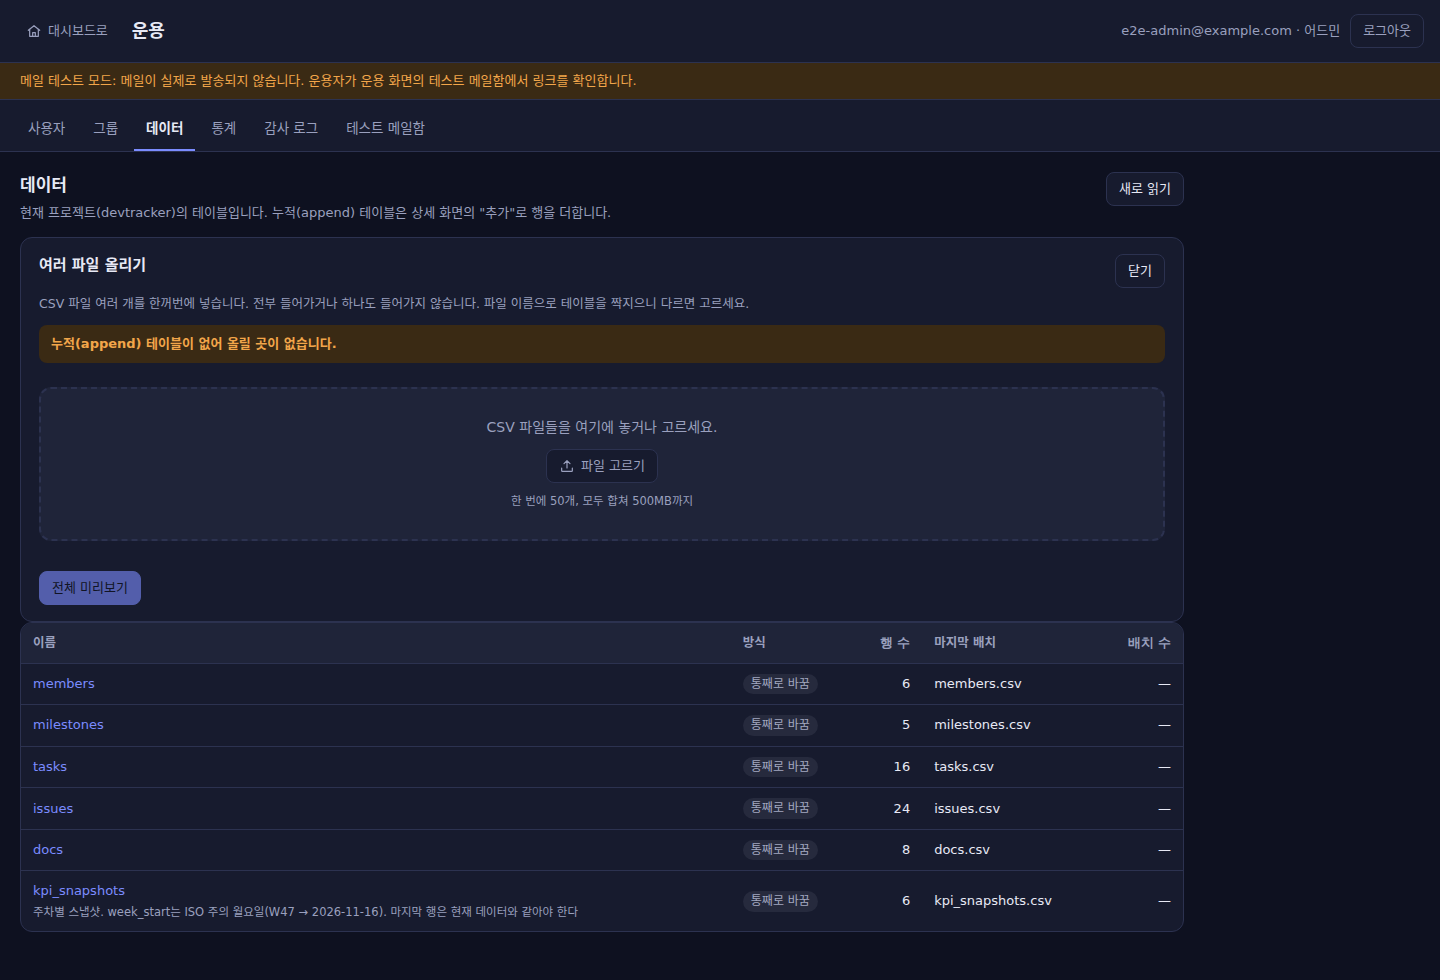 대시보드로
운용
e2e-admin@example.com · 어드민
로그아웃
메일 테스트 모드: 메일이 실제로 발송되지 않습니다. 운용자가 운용 화면의 테스트 메일함에서 링크를 확인합니다.
사용자 그룹 데이터 통계 감사 로그 테스트 메일함
데이터
새로 읽기
현재 프로젝트(devtracker)의 테이블입니다. 누적(append) 테이블은 상세 화면의 "추가"로 행을 더합니다.
여러 파일 올리기
닫기
CSV 파일 여러 개를 한꺼번에 넣습니다. 전부 들어가거나 하나도 들어가지 않습니다. 파일 이름으로 테이블을 짝지으니 다르면 고르세요.
누적(append) 테이블이 없어 올릴 곳이 없습니다.
CSV 파일들을 여기에 놓거나 고르세요.
파일 고르기
한 번에 50개, 모두 합쳐 500MB까지
전체 미리보기
이름 방식 행 수 마지막 배치 배치 수
members 통째로 바꿈 6 members.csv —
milestones 통째로 바꿈 5 milestones.csv —
tasks 통째로 바꿈 16 tasks.csv —
issues 통째로 바꿈 24 issues.csv —
docs 통째로 바꿈 8 docs.csv —
kpi_snapshots 통째로 바꿈 6 kpi_snapshots.csv —
주차별 스냅샷. week_start는 ISO 주의 월요일(W47 → 2026-11-16). 마지막 행은 현재 데이터와 같아야 한다